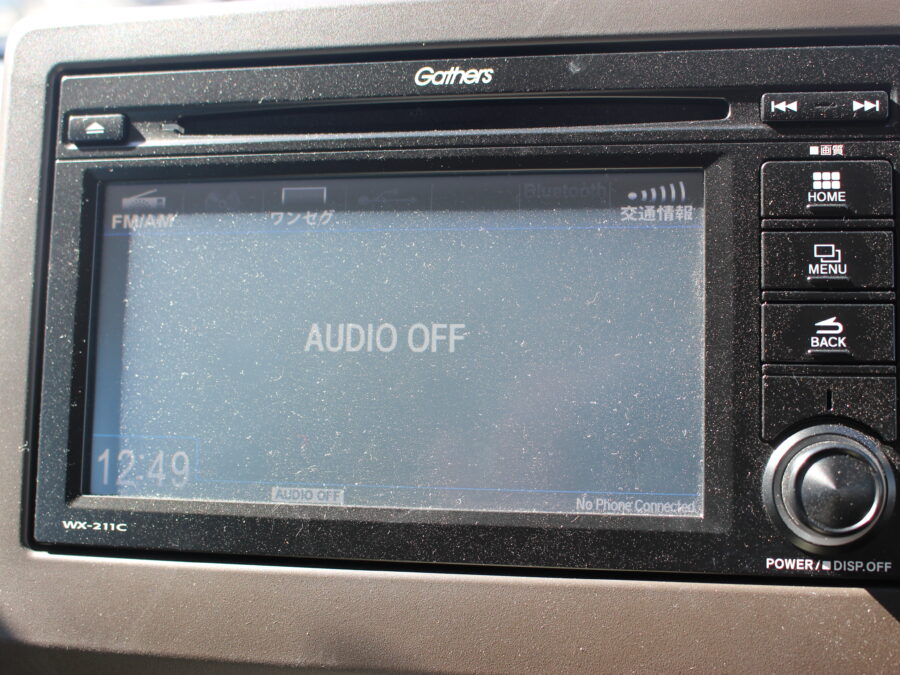 Gathers
■画質
HOME
FM/AM
ワンセグ
Bluetooth
交通情報
MENU
AUDIO OFF
BACK
12:49
AUDIO OFF
No Phone Connected
WX-211C
POWER/■DISP.OFF